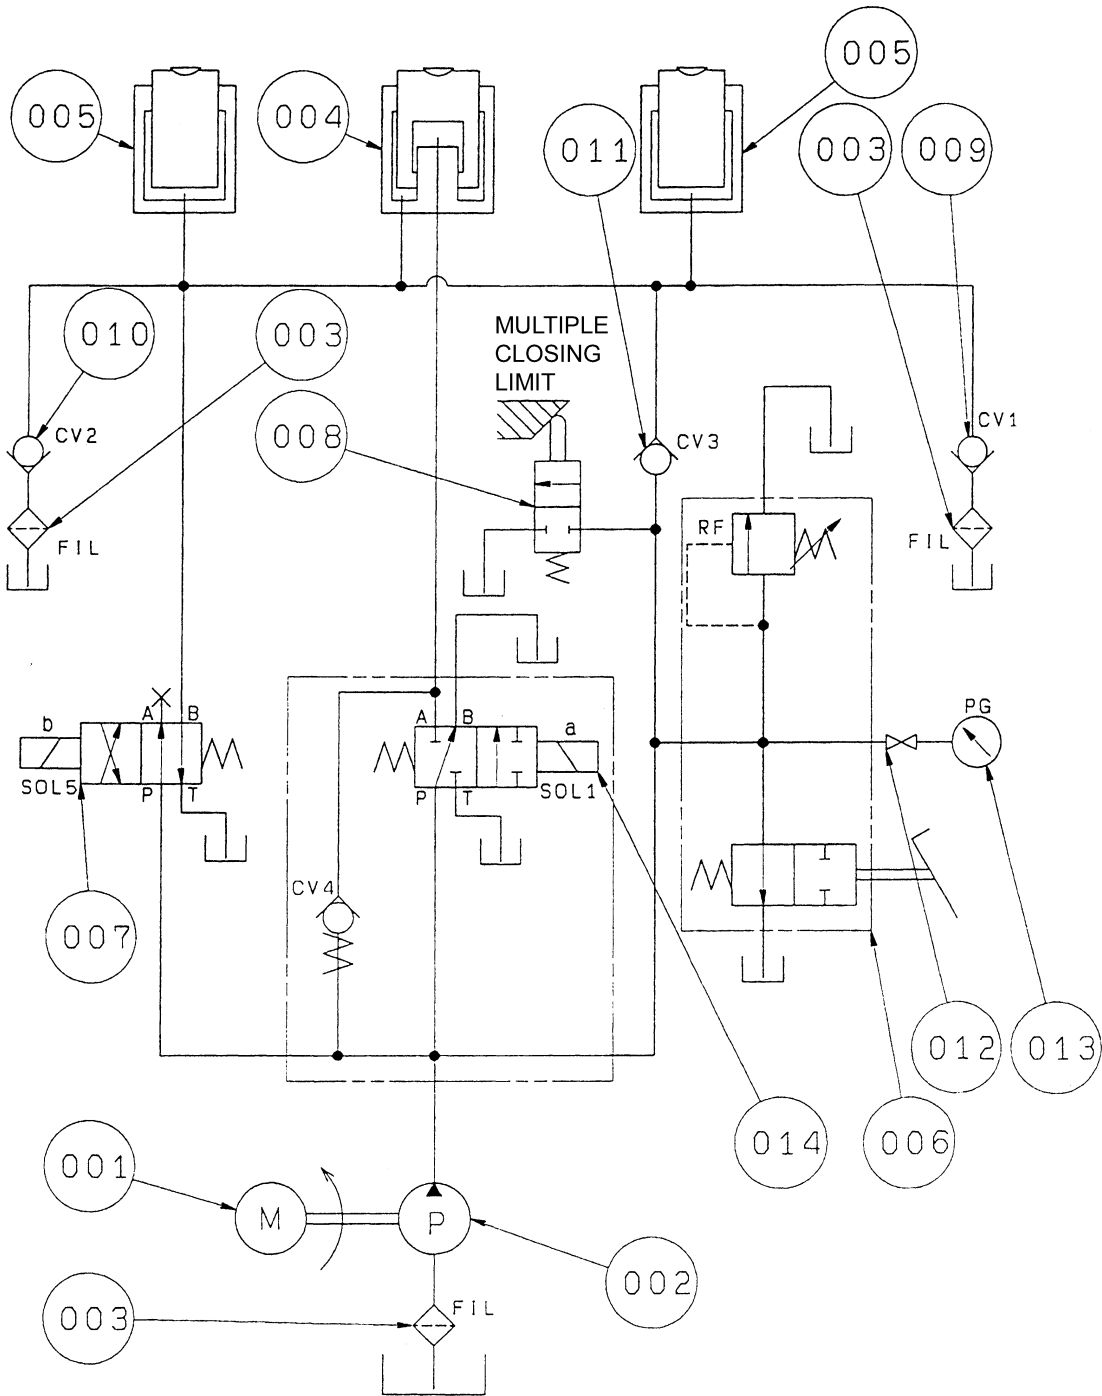 005
004
011
005
003
009
010
003
MULTIPLE
CLOSING
LIMIT
008
CV2
CV3
CV1
FIL
RF
FIL
b
A
B
SOL5
P
T
A
B
a
P
T
SOL1
PG
CV4
007
012
013
014
006
001
M
P
002
003
FIL